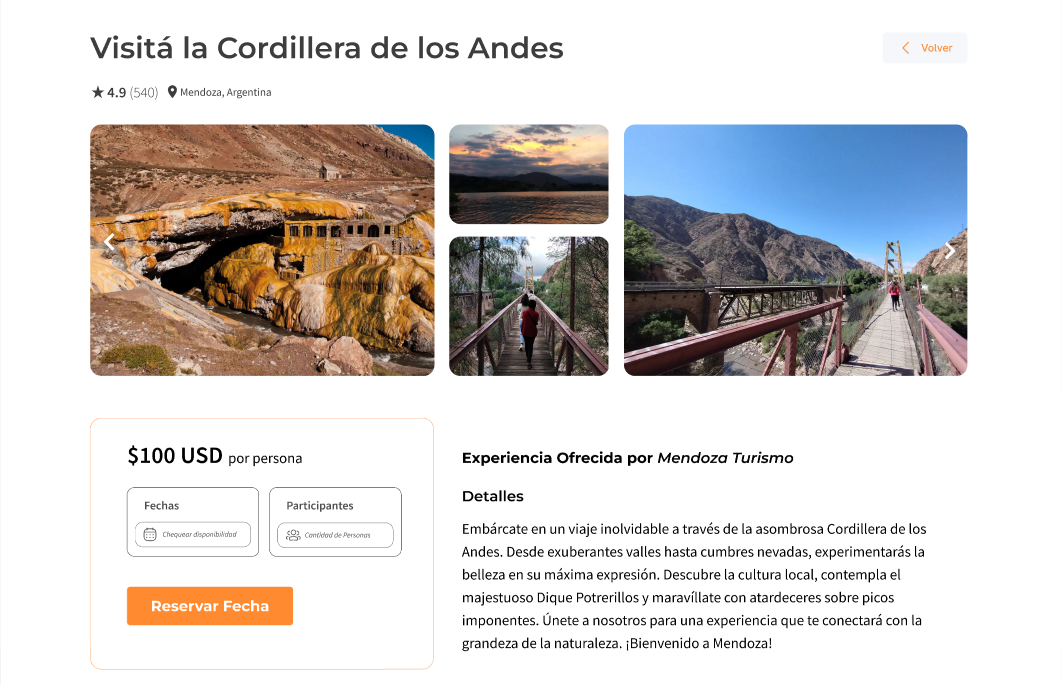 Visitá la Cordillera de los Andes
Volver
4.9 (540) Mendoza, Argentina
$100 USD por persona
Fechas
Chequear disponibilidad
Participantes
Cantidad de Personas
Reservar Fecha
Experiencia Ofrecida por Mendoza Turismo
Detalles
Embárcate en un viaje inolvidable a través de la asombrosa Cordillera de los
Andes. Desde exuberantes valles hasta cumbres nevadas, experimentarás la
belleza en su máxima expresión. Descubre la cultura local, contempla el
majestuoso Dique Potrerillos y maravíllate con atardeceres sobre picos
imponentes. Únete a nosotros para una experiencia que te conectará con la
grandeza de la naturaleza. ¡Bienvenido a Mendoza!